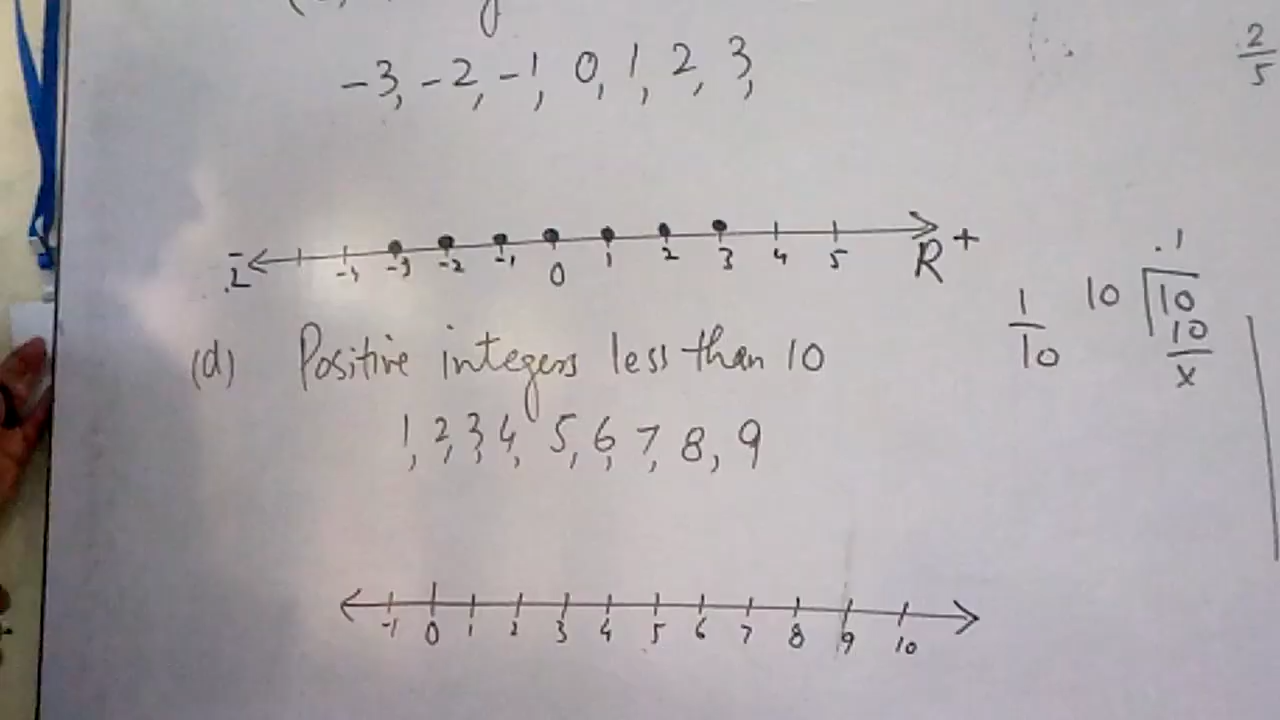 -3, -2, -1, 0, 1, 2, 3,
2/5
-4 -3 -2 -1 0 1 2 3 4 5 R +
1/10
.1
10 10
10
x
(d) Positive integers less than 10
1, 2, 3, 4, 5, 6, 7, 8, 9
-1 0 1 2 3 4 5 6 7 8 9 10